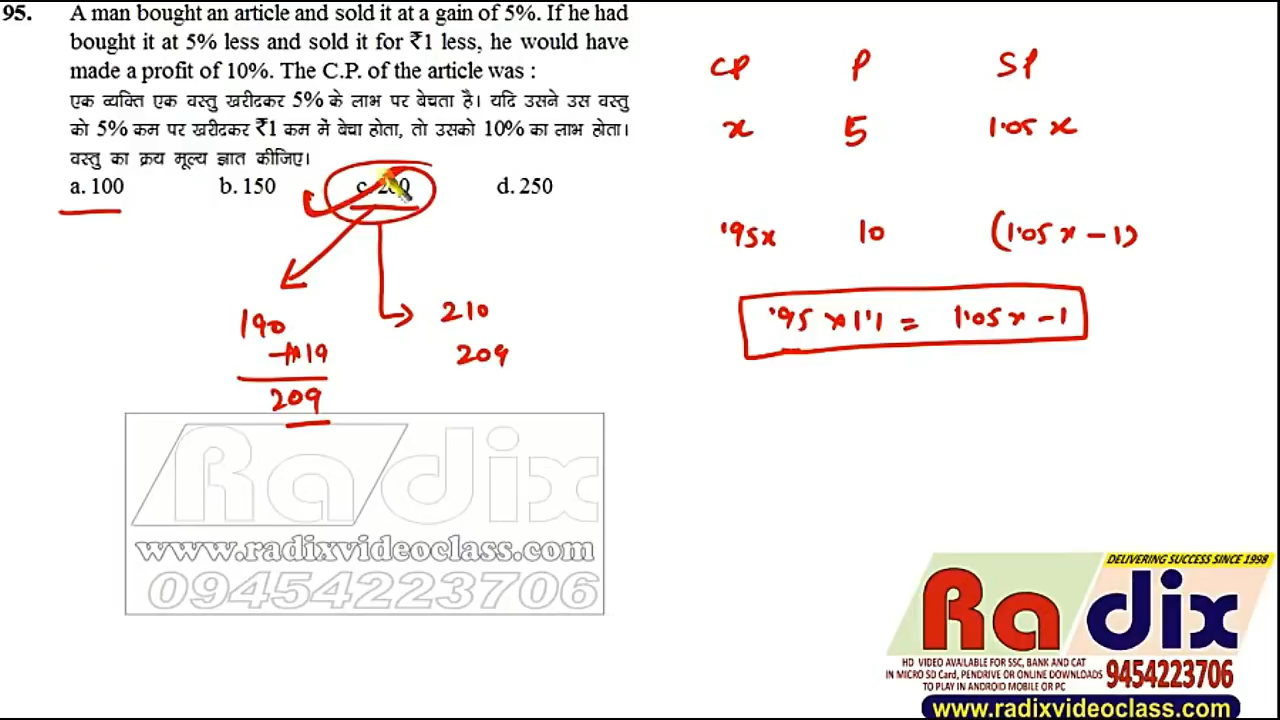 95. A man bought an article and sold it at a gain of 5%. If he had
bought it at 5% less and sold it for ₹1 less, he would have
made a profit of 10%. The C.P. of the article was :
एक व्यक्ति एक वस्तु खरीदकर 5% के लाभ पर बेचता है। यदि उसने उस वस्तु
को 5% कम पर खरीदकर ₹1 कम में बेचा होता, तो उसको 10% का लाभ होता।
वस्तु का क्रय मूल्य ज्ञात कीजिए।
a. 100 b. 150 c. 200 d. 250
190
19
209
210
209
CP P SP
x 5 1.05 x
.95x 10 (1.05 x - 1)
.95 x 1.1 = 1.05x - 1
Radix
www.radixvideoclass.com
09454223706
DELIVERING SUCCESS SINCE 1998
Radix
HD VIDEO AVAILABLE FOR SSC, BANK AND CAT
IN MICRO SD Card, PENDRIVE OR ONLINE DOWNLOADS
TO PLAY IN ANDROID MOBILE OR PC
9454223706
www.radixvideoclass.com